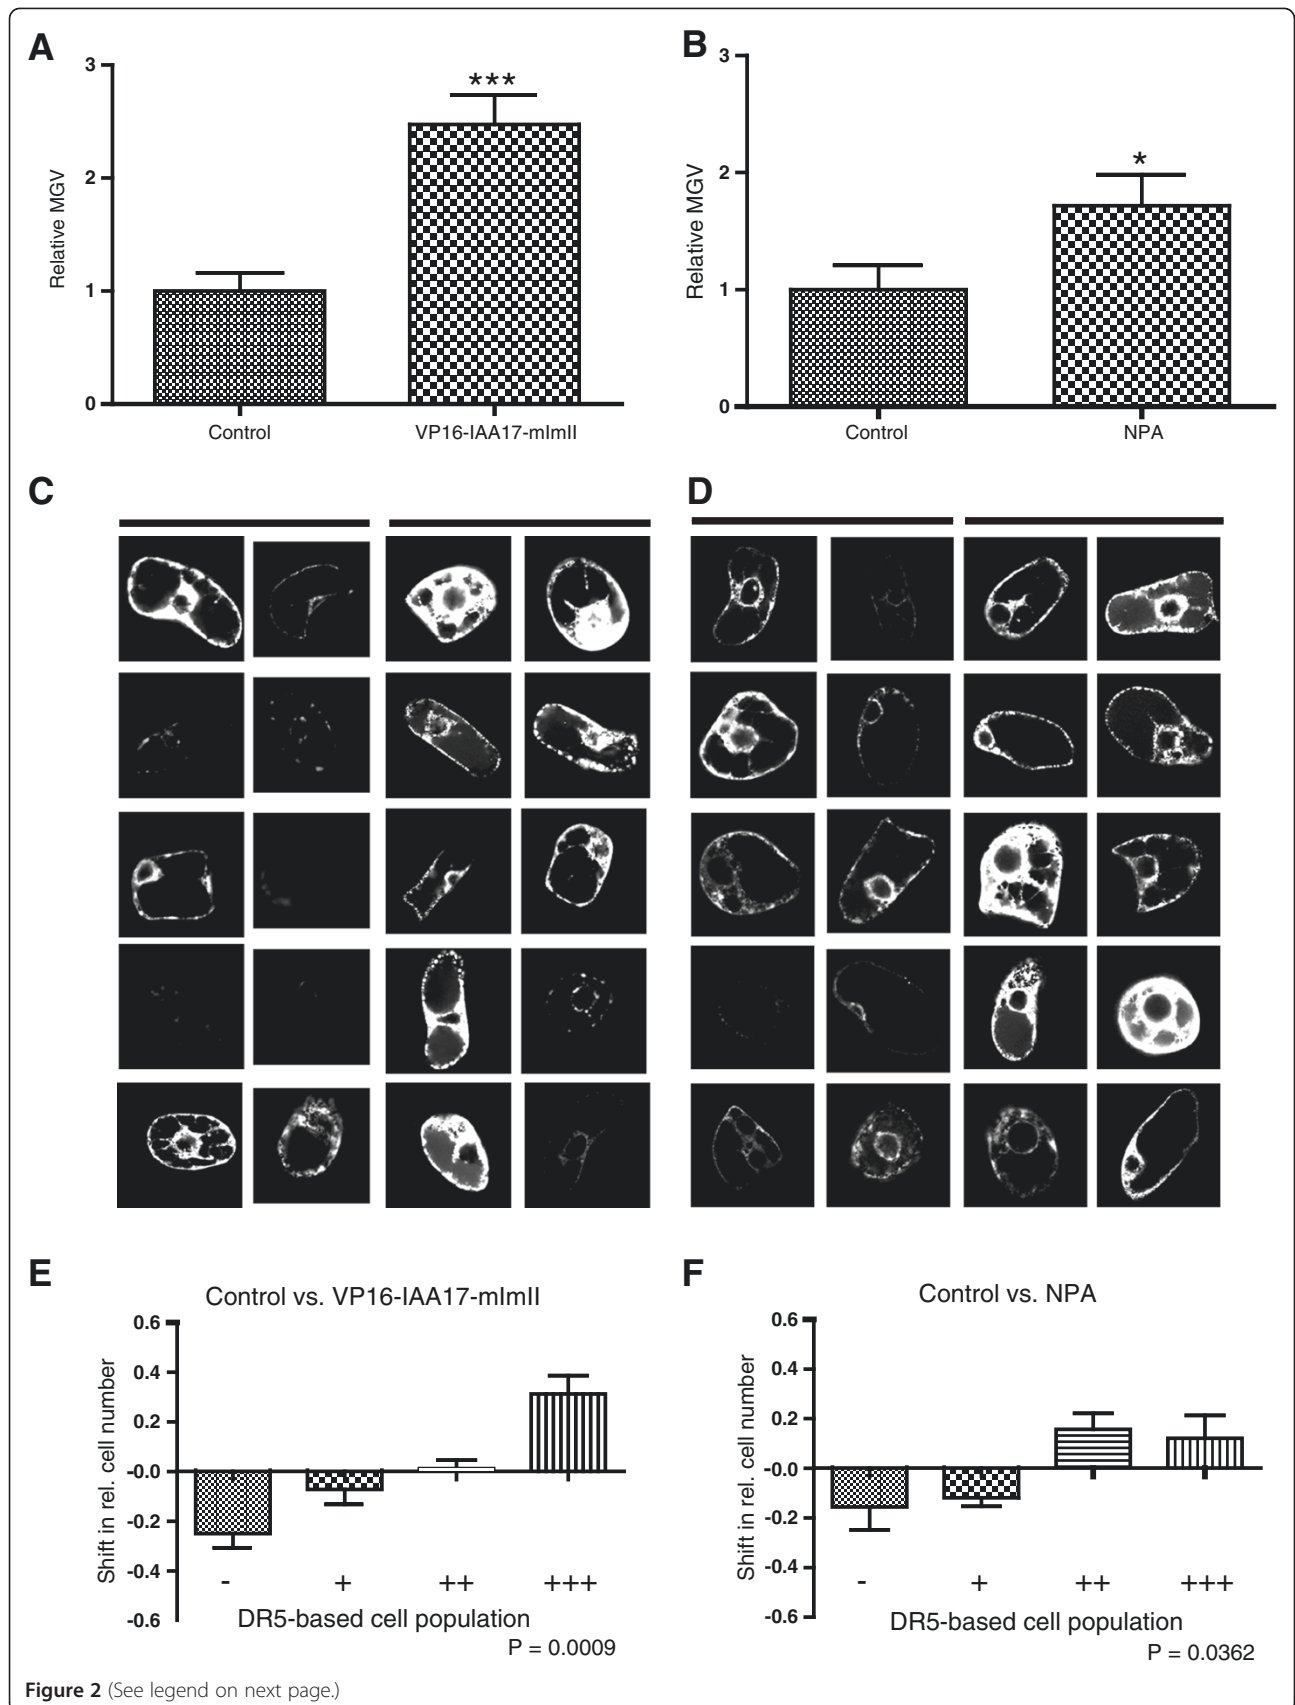 A
B
3
2
1
0
Relative MGV
***
Control
VP16-IAA17-mImII
3
2
1
0
Relative MGV
*
Control
NPA
C
D
E
Control vs. VP16-IAA17-mImII
0.6
0.4
0.2
-0.0
-0.2
-0.4
-0.6
Shift in rel. cell number
- + ++ +++
DR5-based cell population
P = 0.0009
F
Control vs. NPA
0.6
0.4
0.2
-0.0
-0.2
-0.4
-0.6
Shift in rel. cell number
- + ++ +++
DR5-based cell population
P = 0.0362
Figure 2 (See legend on next page.)